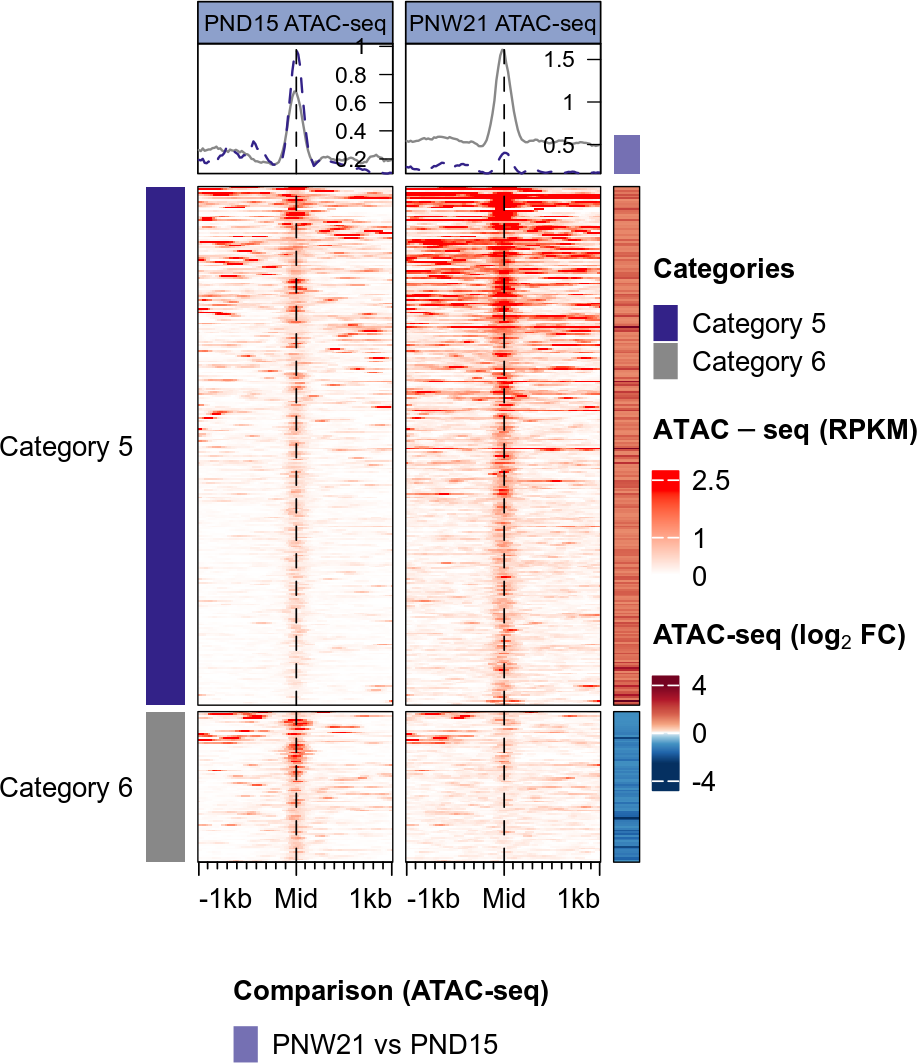 PND15 ATAC-seq PNW21 ATAC-seq
1
0.8
0.6
0.4
0.2
1.5
1
0.5
Category 5
Category 6
Categories
Category 5
Category 6
ATAC – seq (RPKM)
2.5
1
0
ATAC-seq (log₂ FC)
4
0
-4
-1kb Mid 1kb -1kb Mid 1kb
Comparison (ATAC-seq)
PNW21 vs PND15